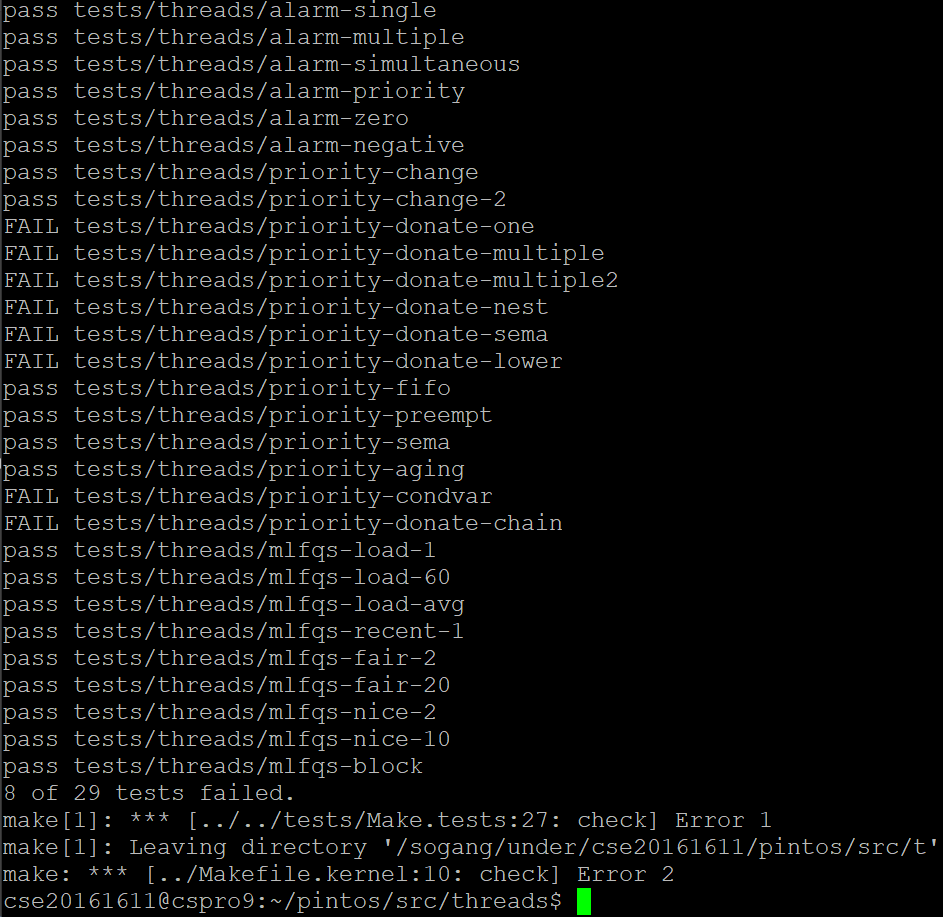 pass tests/threads/alarm-single
pass tests/threads/alarm-multiple
pass tests/threads/alarm-simultaneous
pass tests/threads/alarm-priority
pass tests/threads/alarm-zero
pass tests/threads/alarm-negative
pass tests/threads/priority-change
pass tests/threads/priority-change-2
FAIL tests/threads/priority-donate-one
FAIL tests/threads/priority-donate-multiple
FAIL tests/threads/priority-donate-multiple2
FAIL tests/threads/priority-donate-nest
FAIL tests/threads/priority-donate-sema
FAIL tests/threads/priority-donate-lower
pass tests/threads/priority-fifo
pass tests/threads/priority-preempt
pass tests/threads/priority-sema
pass tests/threads/priority-aging
FAIL tests/threads/priority-condvar
FAIL tests/threads/priority-donate-chain
pass tests/threads/mlfqs-load-1
pass tests/threads/mlfqs-load-60
pass tests/threads/mlfqs-load-avg
pass tests/threads/mlfqs-recent-1
pass tests/threads/mlfqs-fair-2
pass tests/threads/mlfqs-fair-20
pass tests/threads/mlfqs-nice-2
pass tests/threads/mlfqs-nice-10
pass tests/threads/mlfqs-block
8 of 29 tests failed.
make[1]: *** [../../tests/Make.tests:27: check] Error 1
make[1]: Leaving directory '/sogang/under/cse20161611/pintos/src/t'
make: *** [../Makefile.kernel:10: check] Error 2
cse20161611@cspro9:~/pintos/src/threads$